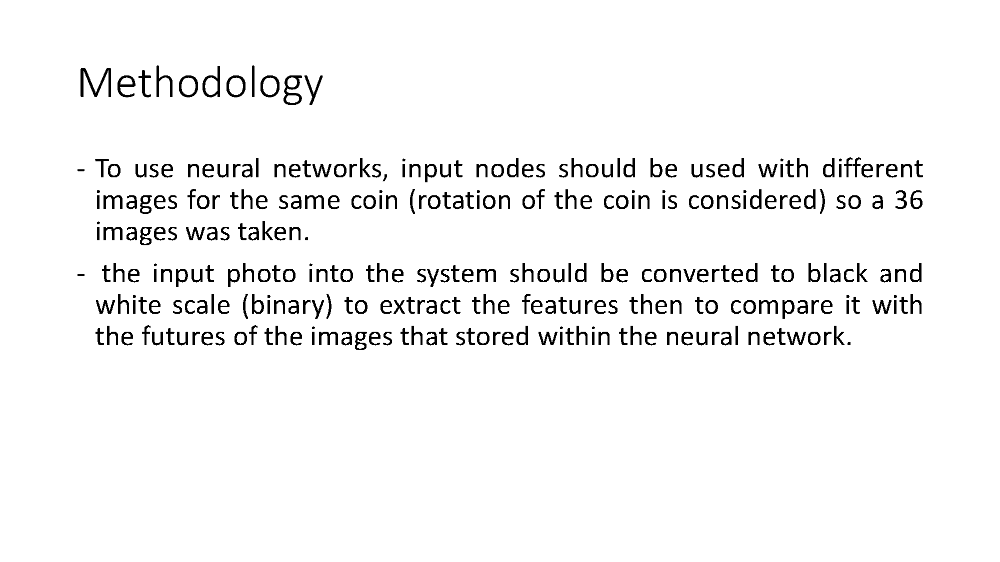 Methodology
- To use neural networks, input nodes should be used with different
images for the same coin (rotation of the coin is considered) so a 36
images was taken.
- the input photo into the system should be converted to black and
white scale (binary) to extract the features then to compare it with
the futures of the images that stored within the neural network.